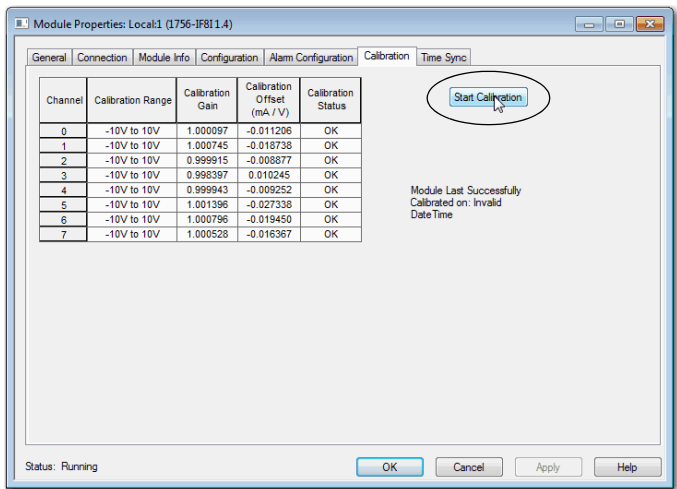 Module Properties: Local:1 (1756-IF8I 1.4)
General Connection Module Info Configuration Alarm Configuration Calibration Time Sync
Channel Calibration Range Calibration Gain Calibration Offset (mA / V) Calibration Status
0 -10V to 10V 1.000097 -0.011206 OK
1 -10V to 10V 1.000745 -0.018738 OK
2 -10V to 10V 0.999915 -0.008877 OK
3 -10V to 10V 0.998397 0.010245 OK
4 -10V to 10V 0.999943 -0.009252 OK
5 -10V to 10V 1.001396 -0.027338 OK
6 -10V to 10V 1.000796 -0.019450 OK
7 -10V to 10V 1.000528 -0.016367 OK
Start Calibration
Module Last Successfully
Calibrated on: Invalid
DateTime
Status: Running
OK Cancel Apply Help